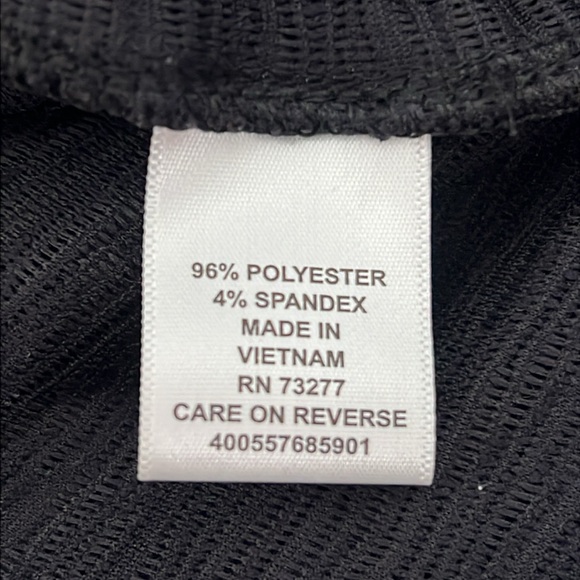 96% POLYESTER
4% SPANDEX
MADE IN
VIETNAM
RN 73277
CARE ON REVERSE
400557685901